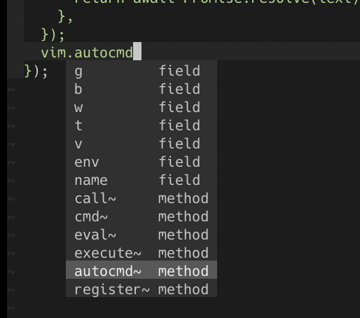 return await Promise.resolve(text)
},
});
vim.autocmd
});
g field
b field
w field
t field
v field
env field
name field
call~ method
cmd~ method
eval~ method
execute~ method
autocmd~ method
register~ method
~
~
~
~
~
~
~
~
~
~
~
~
~